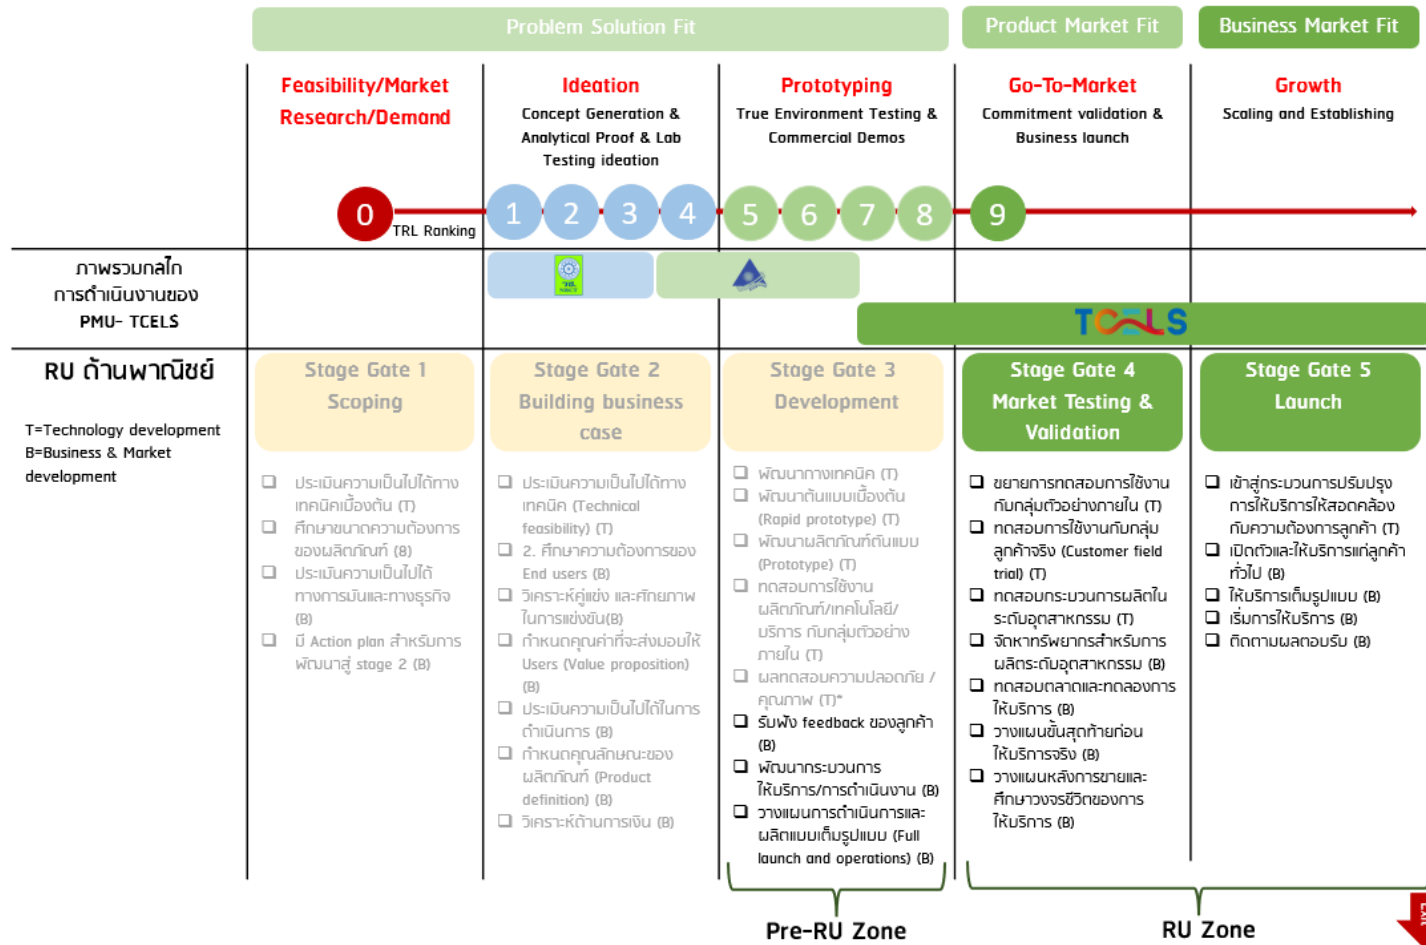 Problem Solution Fit
Product Market Fit
Business Market Fit
Feasibility/Market
Research/Demand
Ideation
Concept Generation &
Analytical Proof & Lab
Testing ideation
Prototyping
True Environment Testing &
Commercial Demos
Go-To-Market
Commitment validation &
Business launch
Growth
Scaling and Establishing
0
TRL Ranking
1
2
3
4
5
6
7
8
9
ภาพรวมกลไก
การดำเนินงานของ
PMU- TCELS
TCELS
RU ด้านพาณิชย์
T=Technology development
B=Business & Market
development
Stage Gate 1
Scoping
ประเมินความเป็นไปได้ทาง
เทคนิคเบื้องต้น (T)
ศึกษาขนาดความต้องการ
ของผลิตภัณฑ์ (8)
ประเมินความเป็นไปได้
ทางการมันและทางธุรกิจ
(B)
มี Action plan สำหรับการ
พัฒนาสู่ stage 2 (B)
Stage Gate 2
Building business
case
ประเมินความเป็นไปได้ทาง
เทคนิค (Technical
feasibility) (T)
2. ศึกษาความต้องการของ
End users (B)
วิเคราะห์คู่แข่ง และศักยภาพ
ในการแข่งขัน(B)
กำหนดคุณค่าที่จะส่งมอบให้
Users (Value proposition)
(B)
ประเมินความเป็นไปได้ในการ
ดำเนินการ (B)
กำหนดคุณลักษณะของ
ผลิตภัณฑ์ (Product
definition) (B)
วิเคราะห์ด้านการเงิน (B)
Stage Gate 3
Development
พัฒนาทางเทคนิค (T)
พัฒนาต้นแบบเบื้องต้น
(Rapid prototype) (T)
พัฒนาผลิตภัณฑ์ต้นแบบ
(Prototype) (T)
ทดสอบการใช้งาน
ผลิตภัณฑ์/เทคโนโลยี/
บริการ กับกลุ่มตัวอย่าง
ภายใน (T)
ผลทดสอบความปลอดภัย /
คุณภาพ (T)*
รับฟัง feedback ของลูกค้า
(B)
พัฒนากระบวนการ
ให้บริการ/การดำเนินงาน (B)
วางแผนการดำเนินการและ
ผลิตแบบเต็มรูปแบบ (Full
launch and operations) (B)
Stage Gate 4
Market Testing &
Validation
ขยายการทดสอบการใช้งาน
กับกลุ่มตัวอย่างภายใน (T)
ทดสอบการใช้งานกับกลุ่ม
ลูกค้าจริง (Customer field
trial) (T)
ทดสอบกระบวนการผลิตใน
ระดับอุตสาหกรรม (T)
จัดหาทรัพยากรสำหรับการ
ผลิตระดับอุตสาหกรรม (B)
ทดสอบตลาดและทดลองการ
ให้บริการ (B)
วางแผนขั้นสุดท้ายก่อน
ให้บริการจริง (B)
วางแผนหลังการขายและ
ศึกษาวงจรชีวิตของการ
ให้บริการ (B)
Stage Gate 5
Launch
เข้าสู่กระบวนการปรับปรุง
การให้บริการให้สอดคล้อง
กับความต้องการลูกค้า (T)
เปิดตัวและให้บริการแก่ลูกค้า
ทั่วไป (B)
ให้บริการเต็มรูปแบบ (B)
เริ่มการให้บริการ (B)
ติดตามผลตอบรับ (B)
Pre-RU Zone
RU Zone
EXIT